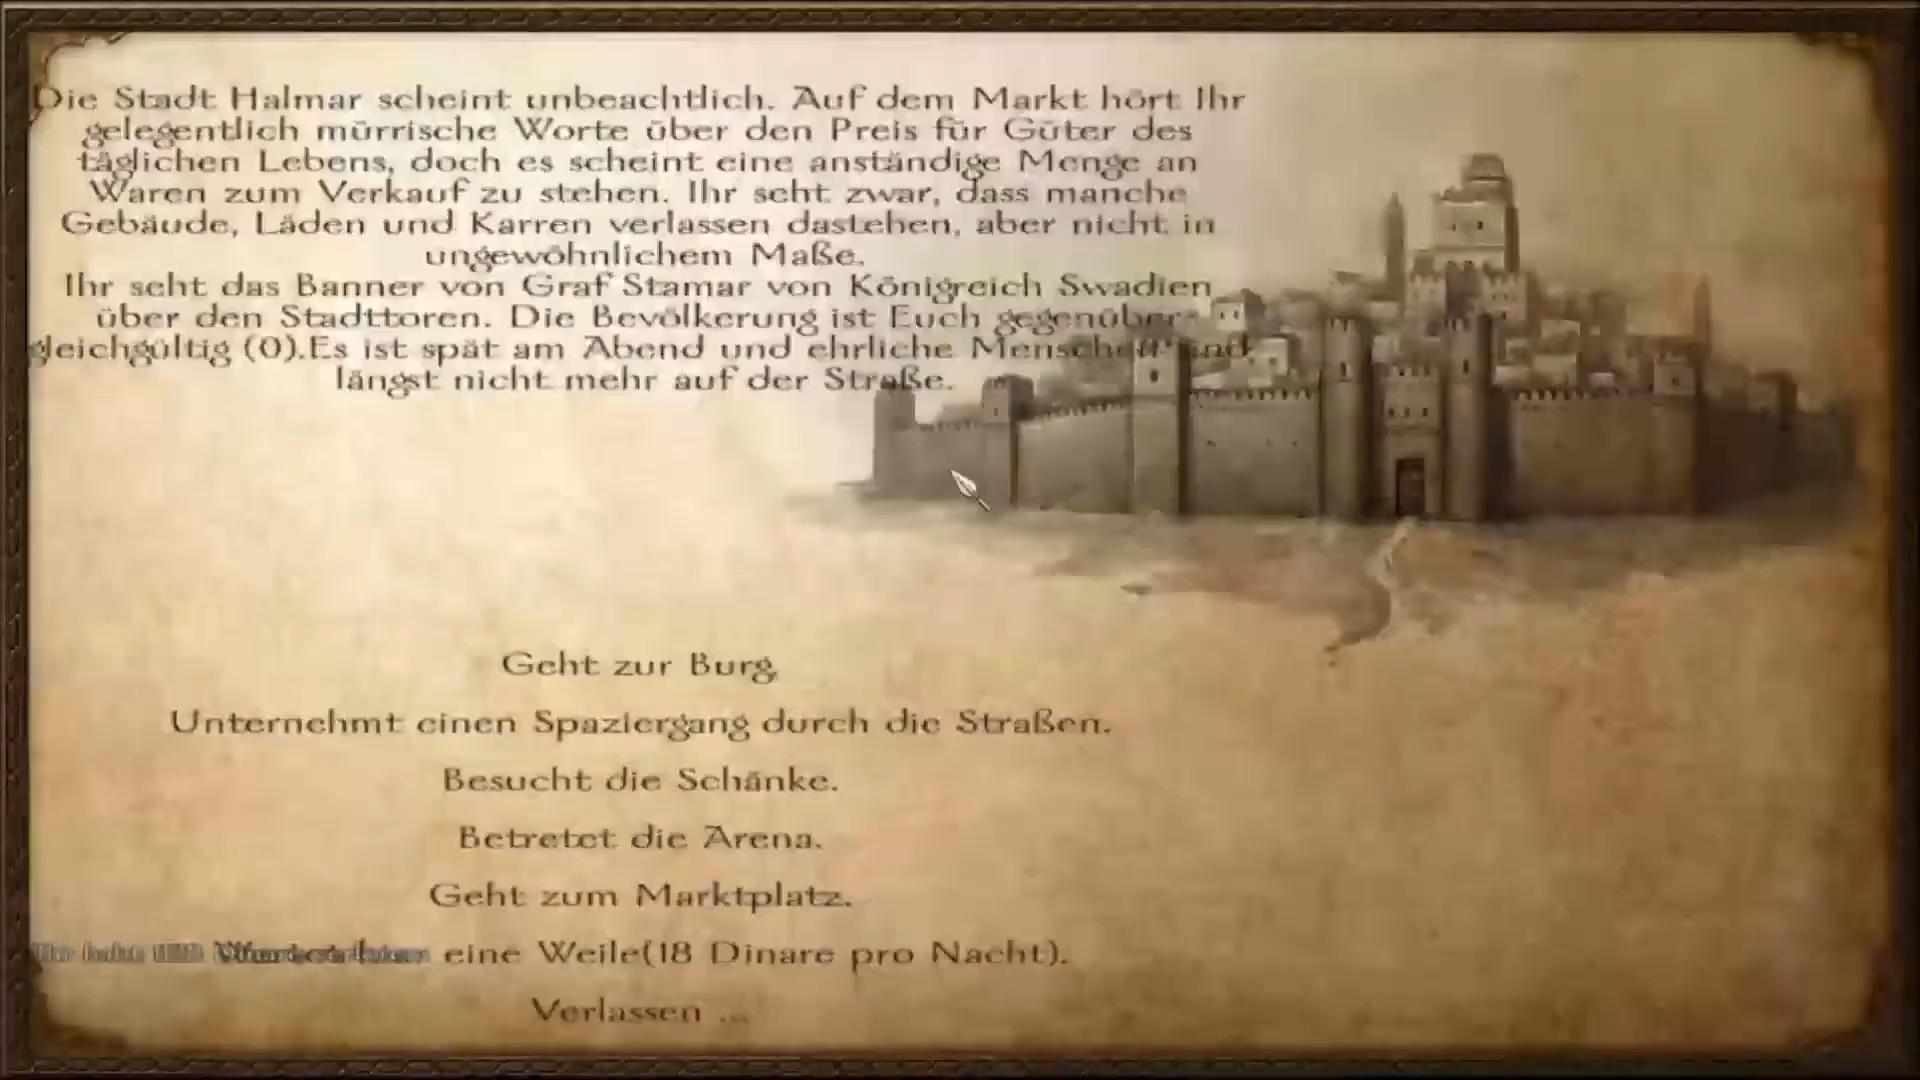 Die Stadt Halmar scheint unbeachtlich. Auf dem Markt hört Ihr
gelegentlich mürrische Worte über den Preis für Güter des
täglichen Lebens, doch es scheint eine anständige Menge an
Waren zum Verkauf zu stehen. Ihr seht zwar, dass manche
Gebäude, Läden und Karren verlassen dastehen, aber nicht in
ungewöhnlichem Maße.
Ihr seht das Banner von Graf Stamar von Königreich Swadien
über den Stadttoren. Die Bevölkerung ist Euch gegenüber
gleichgültig (0).Es ist spät am Abend und ehrliche Menschen sind
längst nicht mehr auf der Straße.
Geht zur Burg
Unternehmt einen Spaziergang durch die Straßen.
Besucht die Schänke.
Betretet die Arena.
Geht zum Marktplatz.
eine Weile(18 Dinare pro Nacht).
Verlassen ...